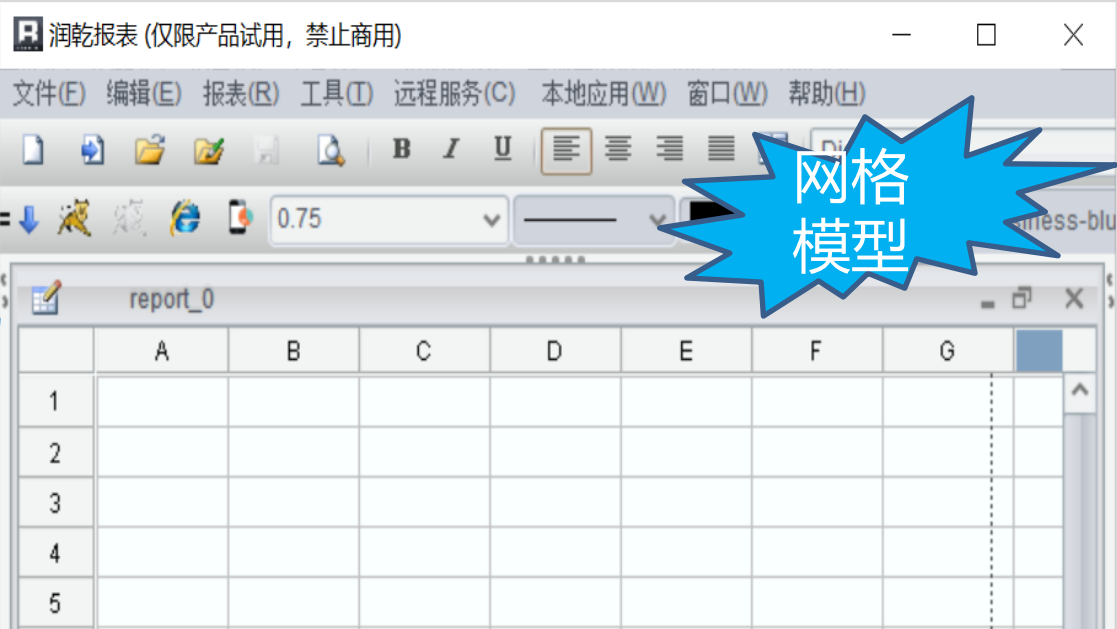 润乾报表 (仅限产品试用，禁止商用)
文件(F) 编辑(E) 报表(R) 工具(T) 远程服务(C) 本地应用(W) 窗口(W) 帮助(H)
B I U
网格
模型
0.75
report_0
A B C D E F G
1
2
3
4
5